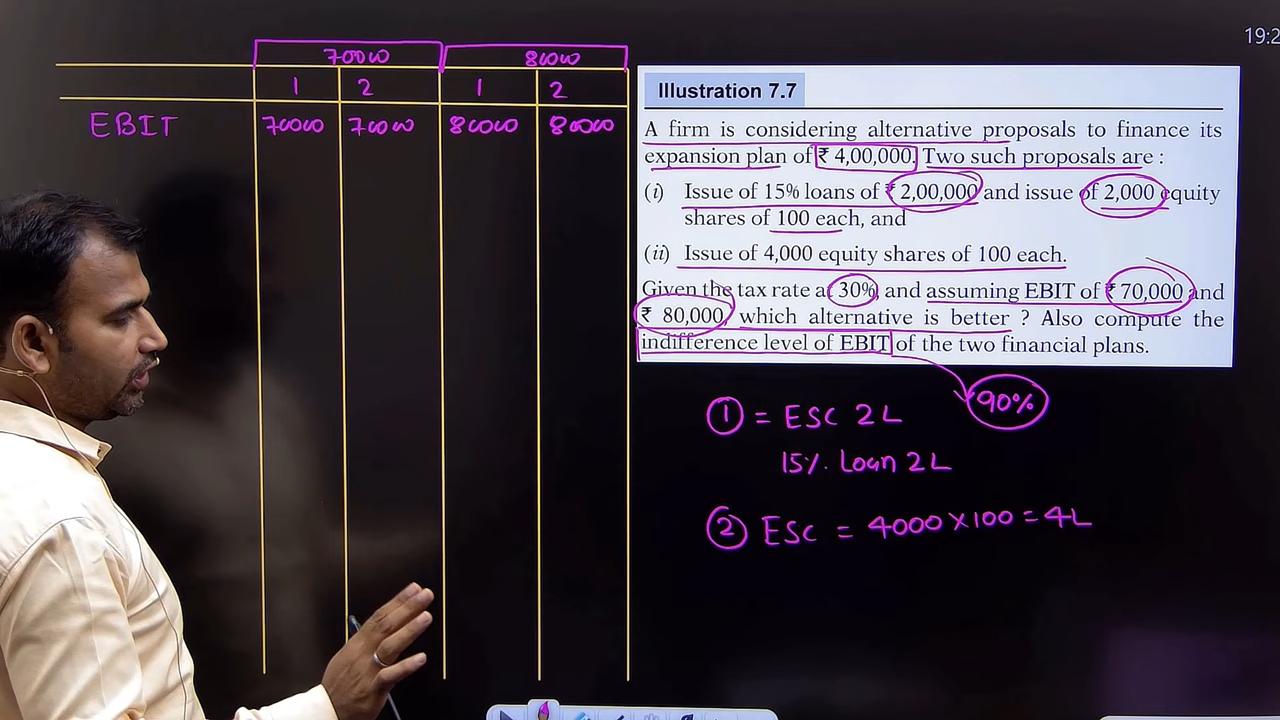 19:2
70000 80000
1 2 1 2
EBIT 70000 70000 80000 80000
Illustration 7.7
A firm is considering alternative proposals to finance its
expansion plan of ₹ 4,00,000. Two such proposals are :
(i) Issue of 15% loans of ₹ 2,00,000 and issue of 2,000 equity
shares of 100 each, and
(ii) Issue of 4,000 equity shares of 100 each.
Given the tax rate at 30%, and assuming EBIT of ₹ 70,000 and
₹ 80,000, which alternative is better ? Also compute the
indifference level of EBIT of the two financial plans.
90%
① = ESC 2L
15% Loan 2L
② ESC = 4000 × 100 = 4L